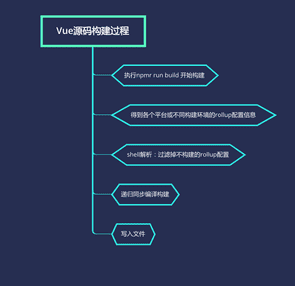 Vue源码构建过程
执行npmr run build 开始构建
得到各个平台或不同构建环境的rollup配置信息
shell解析：过滤掉不构建的rollup配置
递归同步编译构建
写入文件